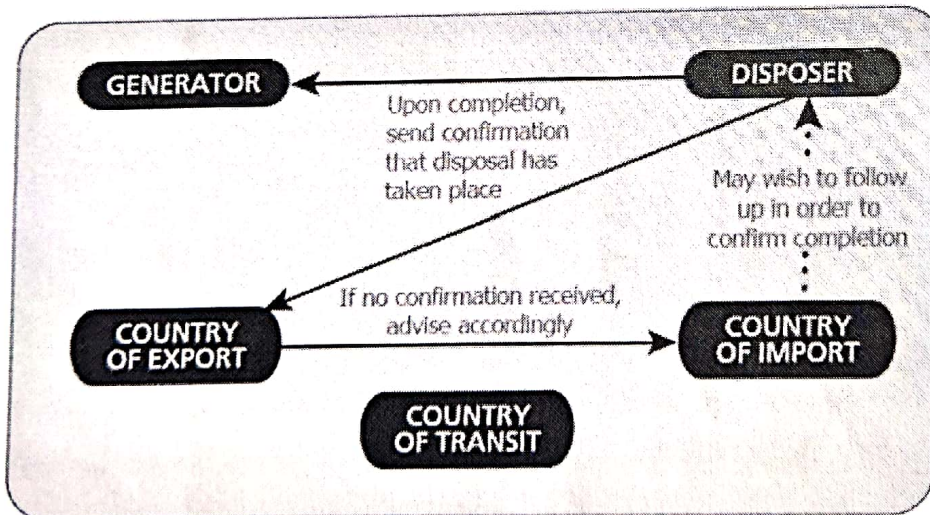 GENERATOR
DISPOSER
Upon completion,
send confirmation
that disposal has
taken place
May wish to follow
up in order to
confirm completion
If no confirmation received,
advise accordingly
COUNTRY
OF EXPORT
COUNTRY
OF IMPORT
COUNTRY
OF TRANSIT